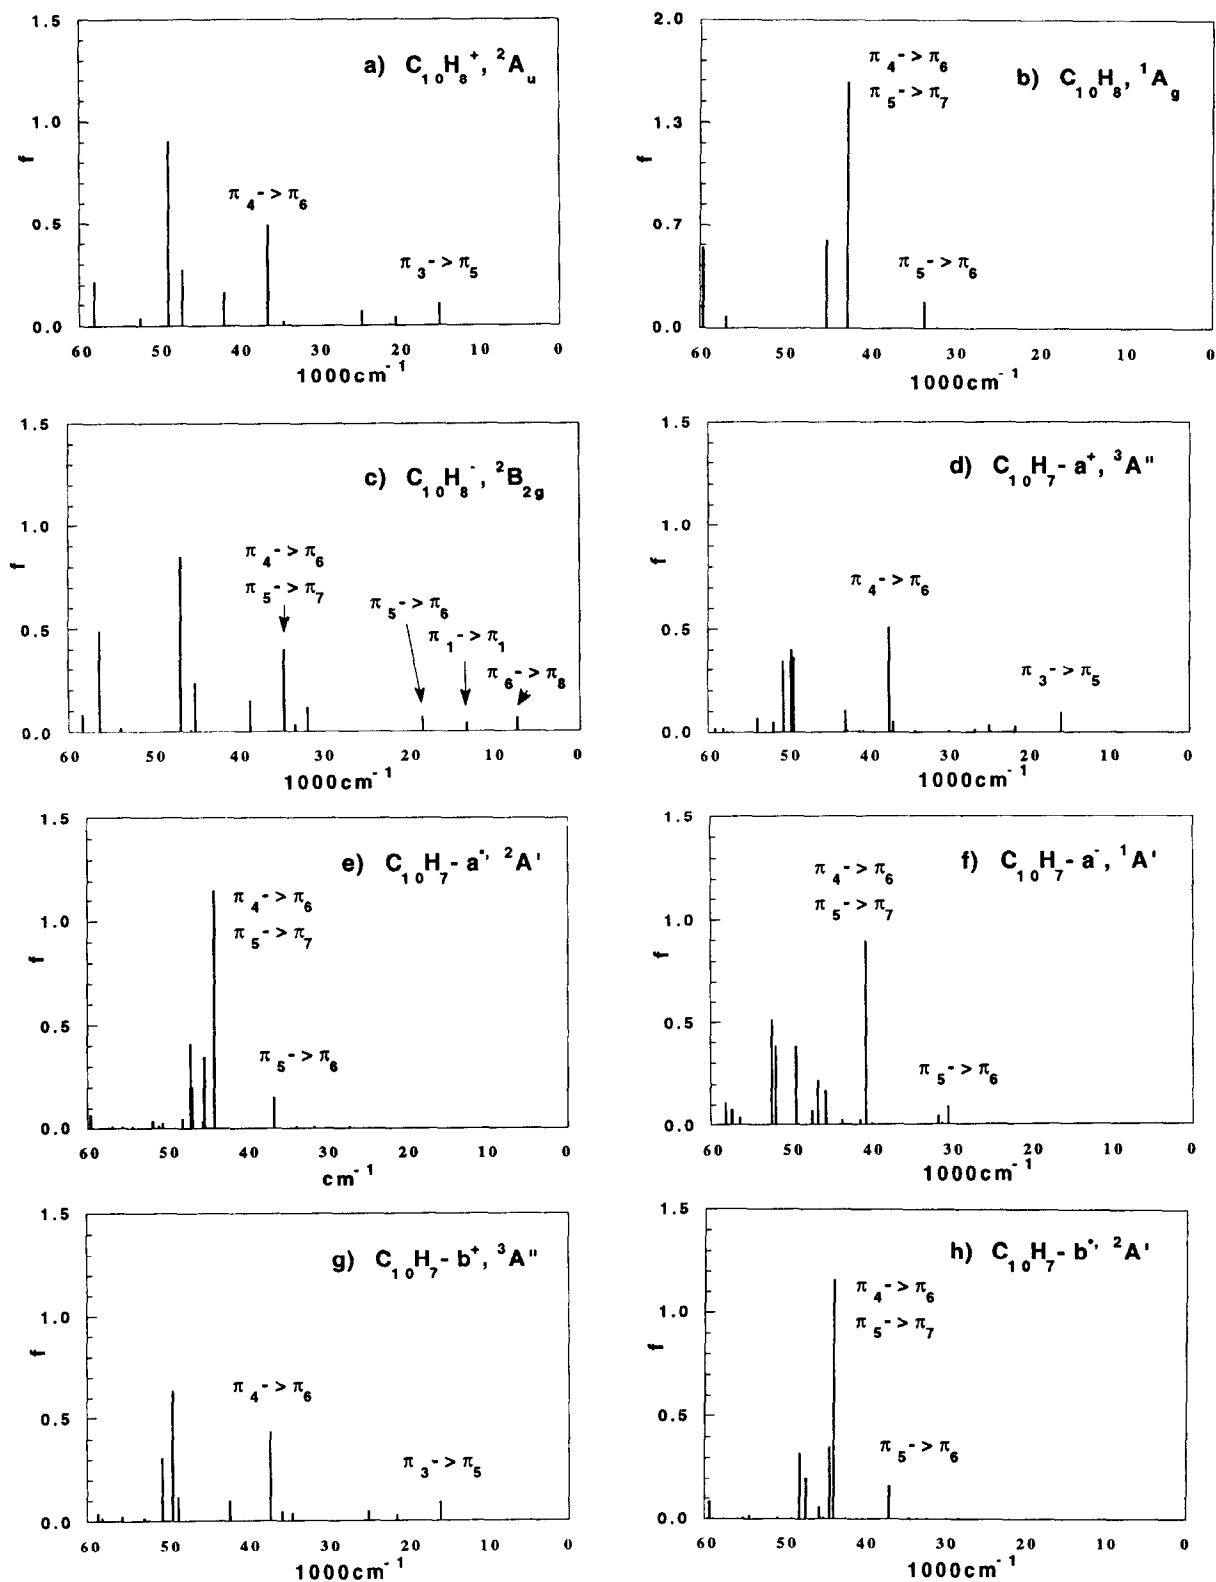 1.5
1.0
0.5
0.0
f
a) C10H8+, 2Au
π4-> π6
π3-> π5
60 50 40 30 20 10 0
1000cm-1
2.0
1.3
0.7
0.0
f
π4-> π6
π5-> π7
b) C10H8, 1Ag
π5-> π6
60 50 40 30 20 10 0
1000cm-1
1.5
1.0
0.5
0.0
f
c) C10H8-, 2B2g
π4-> π6
π5-> π7
π5-> π6
π1-> π1
π6-> π8
60 50 40 30 20 10 0
1000cm-1
1.5
1.0
0.5
0.0
f
d) C10H7- a+, 3A"
π4-> π6
π3-> π5
60 50 40 30 20 10 0
1000cm-1
1.5
1.0
0.5
0.0
f
e) C10H7- a•, 2A'
π4-> π6
π5-> π7
π5-> π6
60 50 40 30 20 10 0
cm-1
1.5
1.0
0.5
0.0
f
f) C10H7- a-, 1A'
π4-> π6
π5-> π7
π5-> π6
60 50 40 30 20 10 0
1000cm-1
1.5
1.0
0.5
0.0
f
g) C10H7- b+, 3A"
π4-> π6
π3-> π5
60 50 40 30 20 10 0
1000cm-1
1.5
1.0
0.5
0.0
f
h) C10H7- b•, 2A'
π4-> π6
π5-> π7
π5-> π6
60 50 40 30 20 10 0
1000cm-1